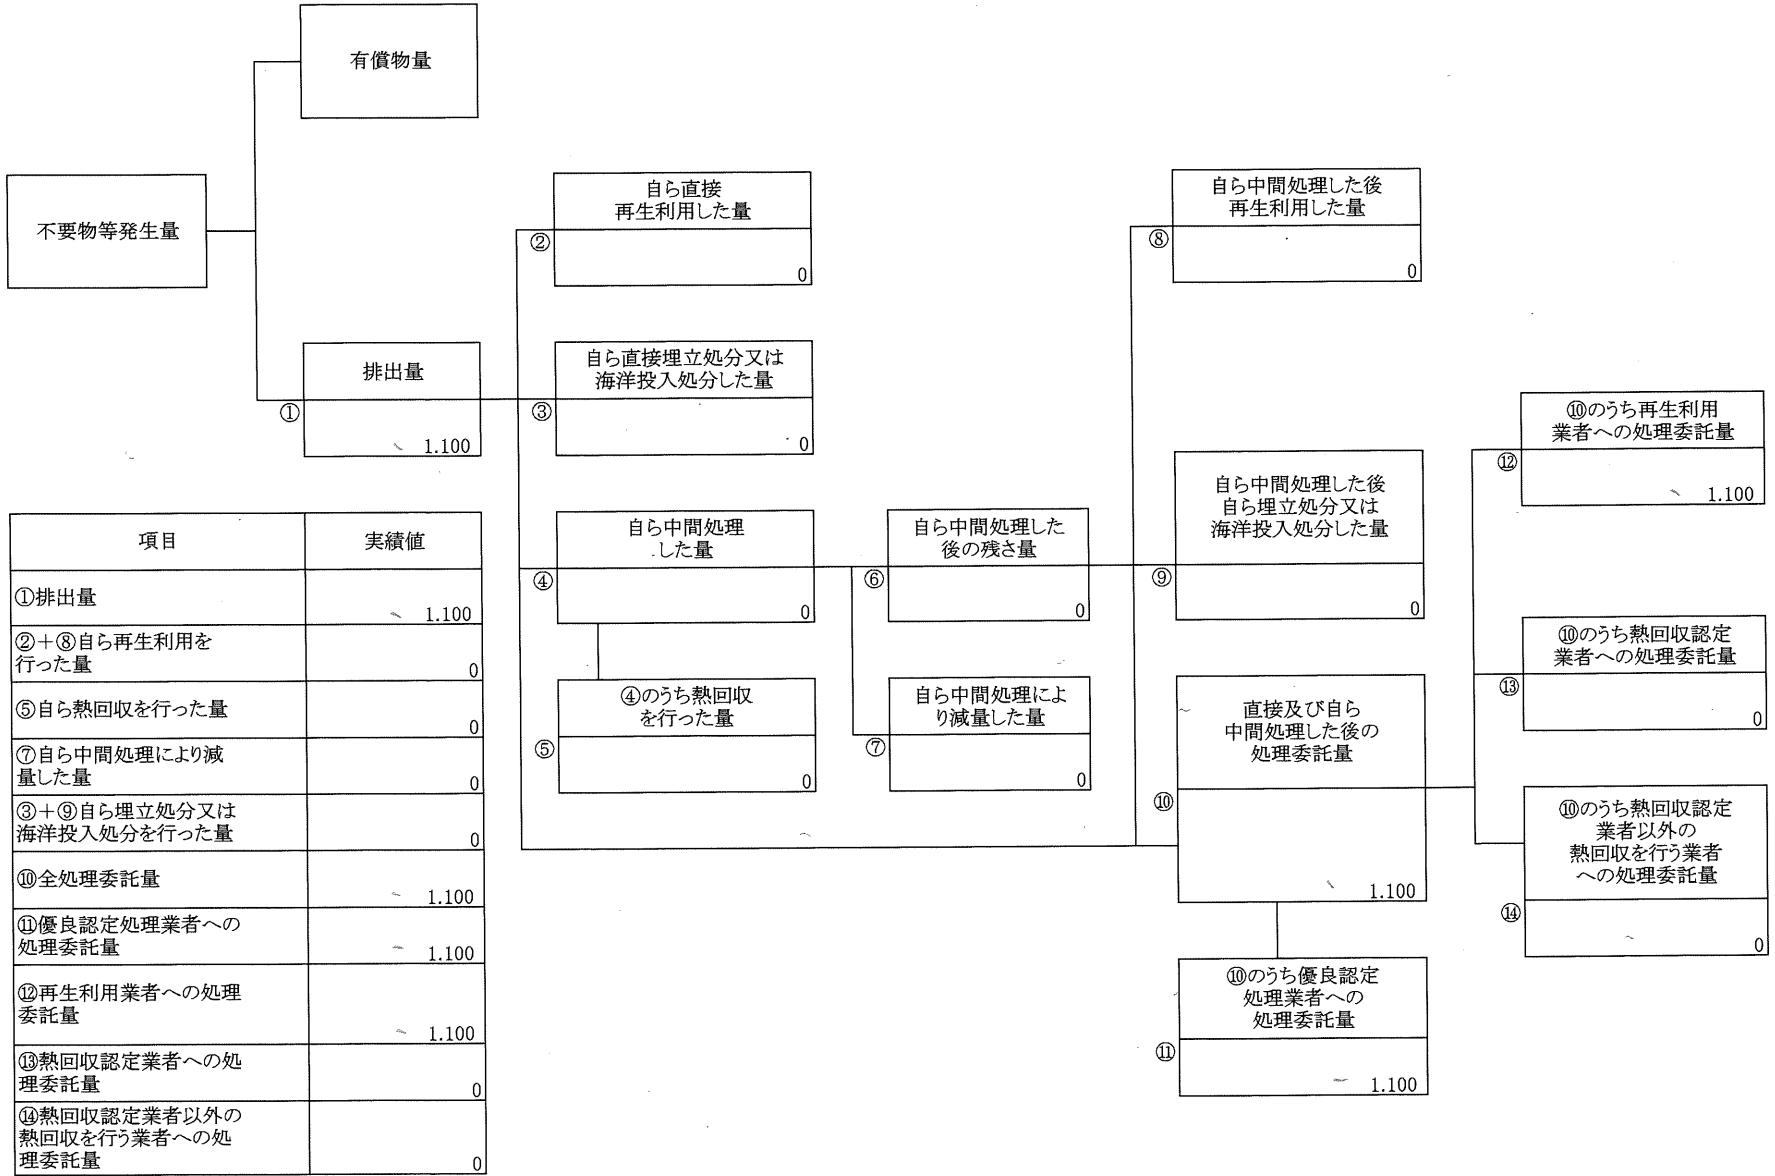 有償物量
不要物等発生量
排出量
①
1.100
自ら直接
再生利用した量
②
0
自ら直接埋立処分又は
海洋投入処分した量
③
0
自ら中間処理
した量
④
0
④のうち熱回収
を行った量
⑤
0
自ら中間処理した
後の残さ量
⑥
0
自ら中間処理によ
り減量した量
⑦
0
自ら中間処理した後
再生利用した量
⑧
0
自ら中間処理した後
自ら埋立処分又は
海洋投入処分した量
⑨
0
直接及び自ら
中間処理した後の
処理委託量
⑩
1.100
⑩のうち優良認定
処理業者への
処理委託量
⑪
1.100
⑩のうち再生利用
業者への処理委託量
⑫
1.100
⑩のうち熱回収認定
業者への処理委託量
⑬
0
⑩のうち熱回収認定
業者以外の
熱回収を行う業者
への処理委託量
⑭
0
項目 実績値
①排出量
1.100
②+⑧自ら再生利用を
行った量
0
⑤自ら熱回収を行った量
0
⑦自ら中間処理により減
量した量
0
③+⑨自ら埋立処分又は
海洋投入処分を行った量
0
⑩全処理委託量
1.100
⑪優良認定処理業者への
処理委託量
1.100
⑫再生利用業者への処理
委託量
1.100
⑬熱回収認定業者への処
理委託量
0
⑭熱回収認定業者以外の
熱回収を行う業者への処
理委託量
0